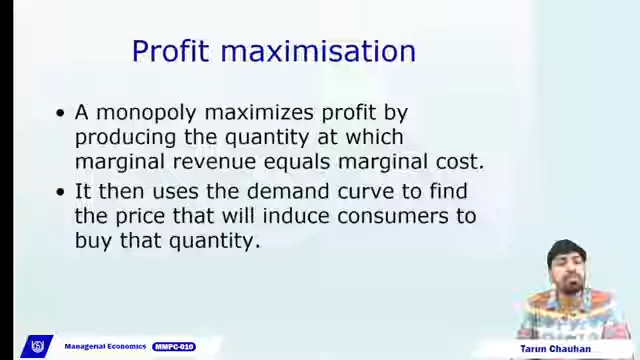 Profit maximisation
• A monopoly maximizes profit by
producing the quantity at which
marginal revenue equals marginal cost.
• It then uses the demand curve to find
the price that will induce consumers to
buy that quantity.
Managerial Economics MMPC-010
Tarun Chauhan